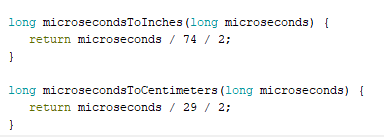 long microsecondsToInches(long microseconds) {
return microseconds / 74 / 2;
}
long microsecondsToCentimeters(long microseconds) {
return microseconds / 29 / 2;
}